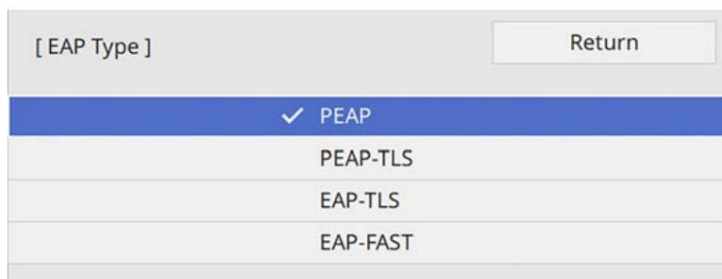 [ EAP Type ]
Return
PEAP
PEAP-TLS
EAP-TLS
EAP-FAST